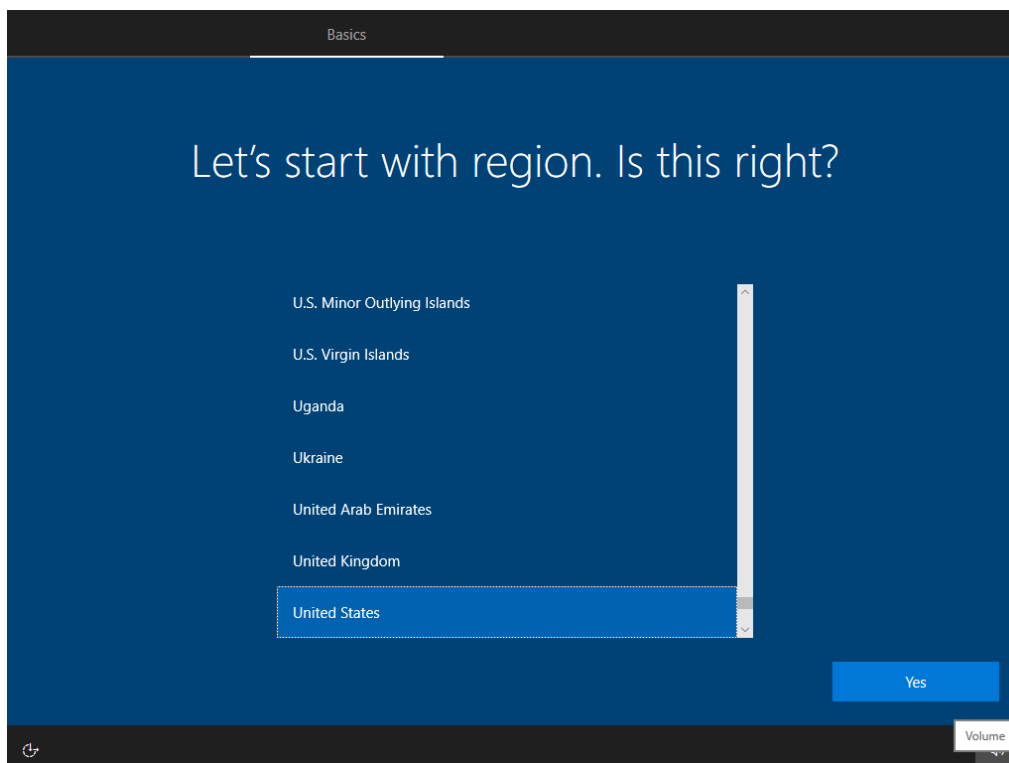 Basics
Let's start with region. Is this right?
U.S. Minor Outlying Islands
U.S. Virgin Islands
Uganda
Ukraine
United Arab Emirates
United Kingdom
United States
Yes
Volume